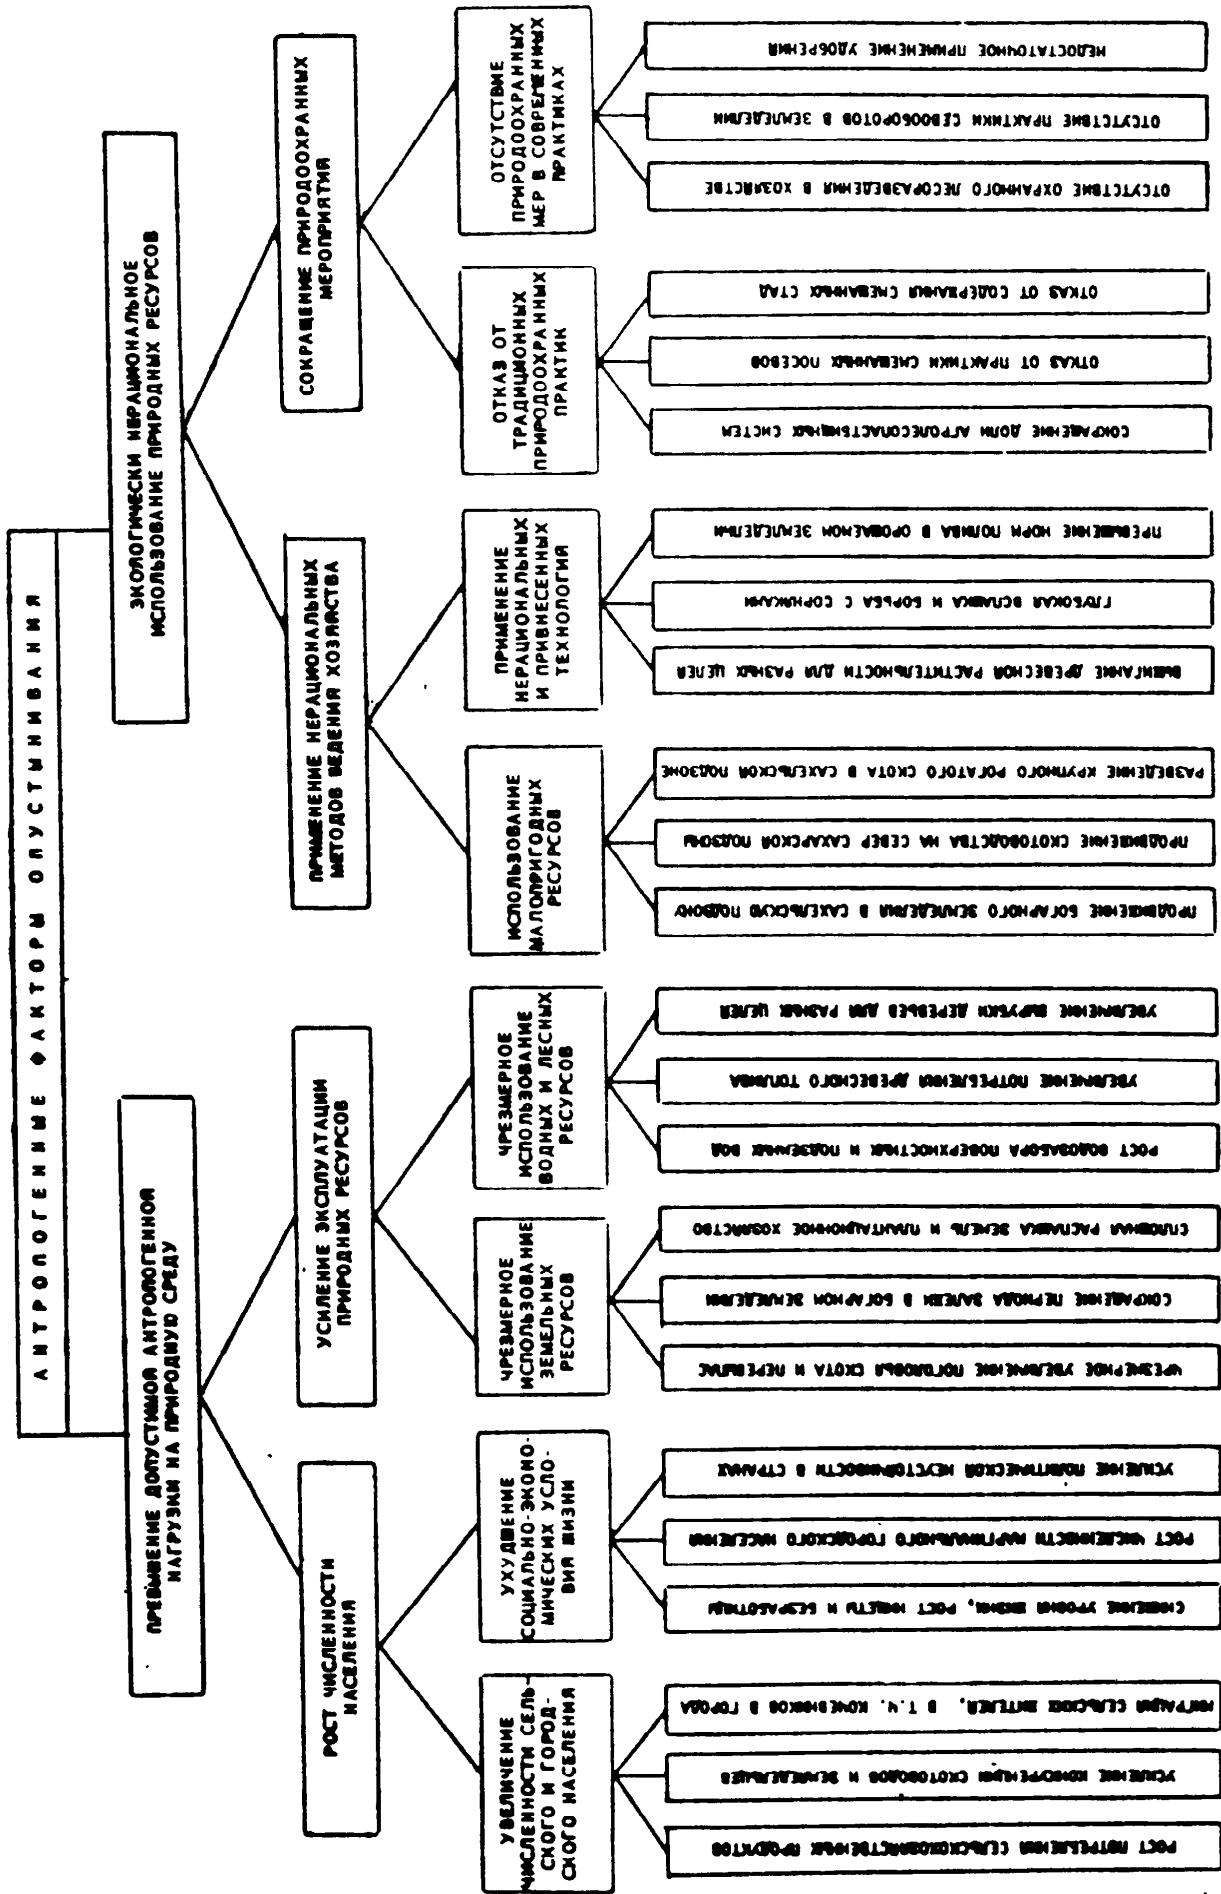 АНТРОПОГЕННЫЕ ФАКТОРЫ ОПУСТЫНИВАНИЯ
ПРЕВЫШЕНИЕ ДОПУСТИМОЙ АНТРОПОГЕННОЙ
НАГРУЗКИ НА ПРИРОДНУЮ СРЕДУ
ЭКОЛОГИЧЕСКИ НЕРАЦИОНАЛЬНОЕ
ИСПОЛЬЗОВАНИЕ ПРИРОДНЫХ РЕСУРСОВ
РОСТ ЧИСЛЕННОСТИ
НАСЕЛЕНИЯ
УСИЛЕНИЕ ЭКСПЛУАТАЦИИ
ПРИРОДНЫХ РЕСУРСОВ
ПРИМЕНЕНИЕ НЕРАЦИОНАЛЬНЫХ
МЕТОДОВ ВЕДЕНИЯ ХОЗЯЙСТВА
СОКРАЩЕНИЕ ПРИРОДООХРАННЫХ
МЕРОПРИЯТИЯ
УВЕЛИЧЕНИЕ
ЧИСЛЕННОСТИ СЕЛЬ-
СКОГО И ГОРОД-
СКОГО НАСЕЛЕНИЯ
УХУДШЕНИЕ
СОЦИАЛЬНО-ЭКОНО-
МИЧЕСКИХ УСЛО-
ВИЯ ЖИЗНИ
ЧРЕЗМЕРНОЕ
ИСПОЛЬЗОВАНИЕ
ЗЕМЕЛЬНЫХ
РЕСУРСОВ
ЧРЕЗМЕРНОЕ
ИСПОЛЬЗОВАНИЕ
ВОДНЫХ И ЛЕСНЫХ
РЕСУРСОВ
ИСПОЛЬЗОВАНИЕ
МАЛОПРИГОДНЫХ
РЕСУРСОВ
ПРИМЕНЕНИЕ
НЕРАЦИОНАЛЬНЫХ
И ПРИВНЕСЕННЫХ
ТЕХНОЛОГИЯ
ОТКАЗ ОТ
ТРАДИЦИОННЫХ
ПРИРОДООХРАННЫХ
ПРАКТИК
ОТСУТСТВИЕ
ПРИРОДООХРАННЫХ
МЕР В СОВРЕМЕННЫХ
ПРАКТИКАХ
РОСТ ПОТРЕБЛЕНИЯ СЕЛЬСКОХОЗЯЙСТВЕННЫХ ПРОДУКТОВ
УСИЛЕНИЕ КОНКУРЕНЦИИ СКОТОВОДОВ И ЗЕМЛЕДЕЛЬЦЕВ
МИГРАЦИЯ СЕЛЬСКИХ ЖИТЕЛЕЙ, В Т.Ч. КОЧЕВНИКОВ В ГОРОДА
СНИЖЕНИЕ УРОВНЯ ЖИЗНИ, РОСТ НИЩЕТЫ И БЕЗРАБОТИЦЫ
РОСТ ЧИСЛЕННОСТИ МАРГИНАЛЬНОГО ГОРОДСКОГО НАСЕЛЕНИЯ
УСИЛЕНИЕ ПОЛИТИЧЕСКОЙ НЕУСТОЙЧИВОСТИ В СТРАНАХ
ЧРЕЗМЕРНОЕ УВЕЛИЧЕНИЕ ПОГОЛОВЬЯ СКОТА И ПЕРЕВЫПАС
СОКРАЩЕНИЕ ПЕРИОДА ЗАЛЕЖИ В БОГАРНОМ ЗЕМЛЕДЕЛИИ
СПЛОШНАЯ РАСПАШКА ЗЕМЕЛЬ И ПЛАНТАЦИОННОЕ ХОЗЯЙСТВО
РОСТ ВОДОЗАБОРА ПОВЕРХНОСТНЫХ И ПОДЗЕМНЫХ ВОД
УВЕЛИЧЕНИЕ ПОТРЕБЛЕНИЯ ДРЕВЕСНОГО ТОПЛИВА
УВЕЛИЧЕНИЕ ВЫРУБКИ ДЕРЕВЬЕВ ДЛЯ РАЗНЫХ ЦЕЛЕЙ
ПРОДВИЖЕНИЕ БОГАРНОГО ЗЕМЛЕДЕЛИЯ В САХЕЛЬСКУЮ ПОДЗОНУ
ПРОДВИЖЕНИЕ СКОТОВОДСТВА НА СЕВЕР САХАРСКОЙ ПОДЗОНЫ
РАЗВЕДЕНИЕ КРУПНОГО РОГАТОГО СКОТА В САХЕЛЬСКОЙ ПОДЗОНЕ
ВЫЖИГАНИЕ ДРЕВЕСНОЙ РАСТИТЕЛЬНОСТИ ДЛЯ РАЗНЫХ ЦЕЛЕЙ
ГЛУБОКАЯ ВСПАШКА И БОРЬБА С СОРНЯКАМИ
ПРЕВЫШЕНИЕ НОРМ ПОЛИВА В ОРОШАЕМОМ ЗЕМЛЕДЕЛИИ
СОКРАЩЕНИЕ ДОЛИ АГРОЛЕСОПАСТБИЩНЫХ СИСТЕМ
ОТКАЗ ОТ ПРАКТИКИ СМЕШАННЫХ ПОСЕВОВ
ОТКАЗ ОТ СОДЕРЖАНИЯ СМЕШАННЫХ СТАД
ОТСУТСТВИЕ ОХРАННОГО ЛЕСОРАЗВЕДЕНИЯ В ХОЗЯЙСТВЕ
ОТСУТСТВИЕ ПРАКТИКИ СЕВООБОРОТОВ В ЗЕМЛЕДЕЛИИ
НЕДОСТАТОЧНОЕ ПРИМЕНЕНИЕ УДОБРЕНИЯ